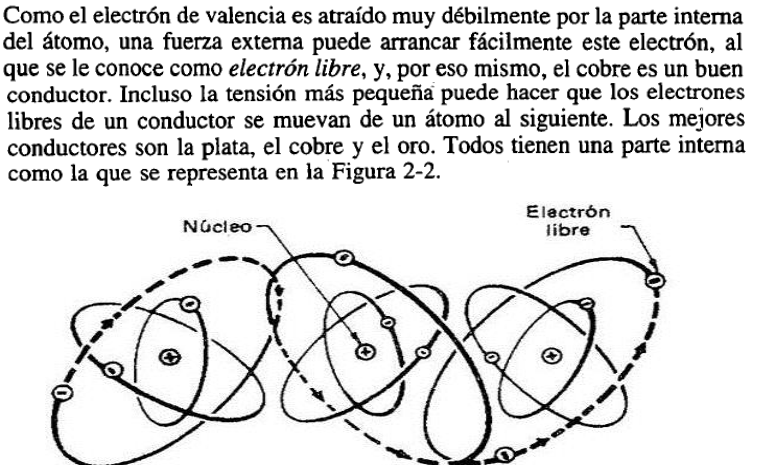 Como el electrón de valencia es atraído muy débilmente por la parte interna
del átomo, una fuerza externa puede arrancar fácilmente este electrón, al
que se le conoce como electrón libre, y, por eso mismo, el cobre es un buen
conductor. Incluso la tensión más pequeña puede hacer que los electrones
libres de un conductor se muevan de un átomo al siguiente. Los mejores
conductores son la plata, el cobre y el oro. Todos tienen una parte interna
como la que se representa en la Figura 2-2.
Núcleo
Electrón
libre